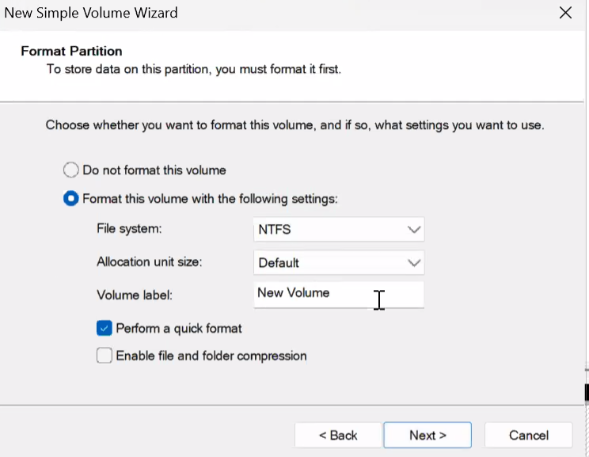 New Simple Volume Wizard
Format Partition
To store data on this partition, you must format it first.
Choose whether you want to format this volume, and if so, what settings you want to use.
Do not format this volume
Format this volume with the following settings:
File system: NTFS
Allocation unit size: Default
Volume label: New Volume
Perform a quick format
Enable file and folder compression
< Back Next > Cancel